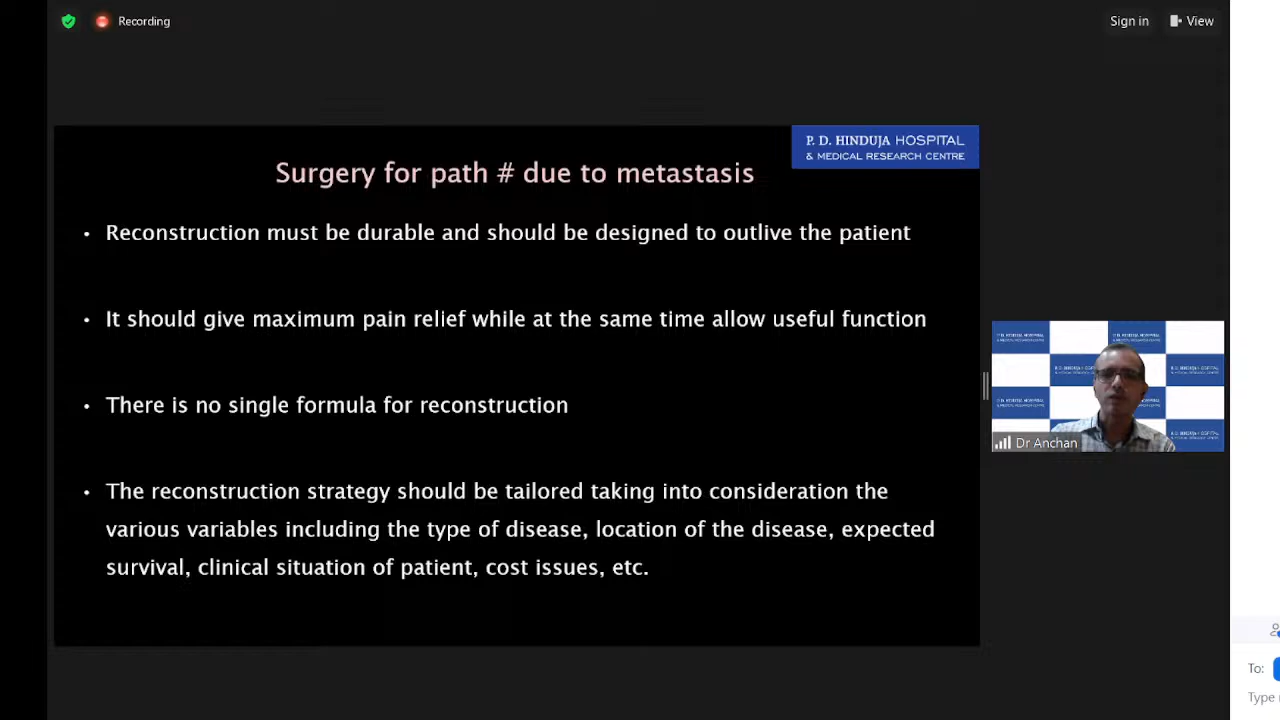 Recording
Sign in
View
P. D. HINDUJA HOSPITAL
& MEDICAL RESEARCH CENTRE
Surgery for path # due to metastasis
• Reconstruction must be durable and should be designed to outlive the patient
• It should give maximum pain relief while at the same time allow useful function
• There is no single formula for reconstruction
• The reconstruction strategy should be tailored taking into consideration the
various variables including the type of disease, location of the disease, expected
survival, clinical situation of patient, cost issues, etc.
Dr Anchan
To:
Type